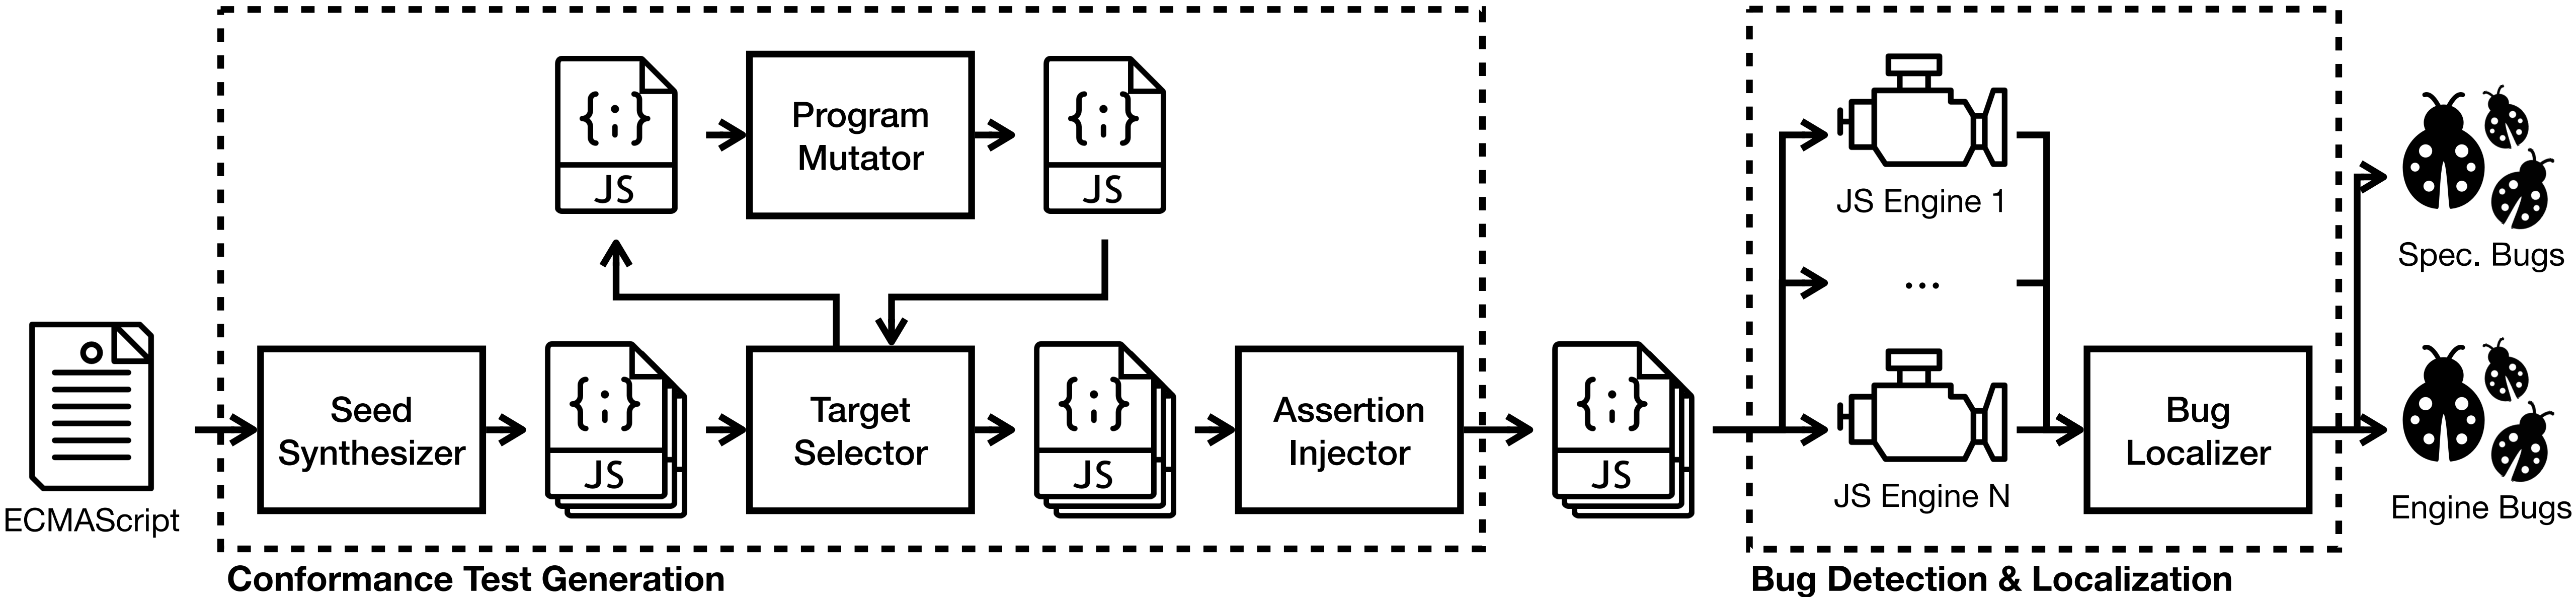 {;}
JS
Program
Mutator
{;}
JS
JS Engine 1
...
Spec. Bugs
ECMAScript
Seed
Synthesizer
{;}
JS
Target
Selector
{;}
JS
Assertion
Injector
{;}
JS
JS Engine N
Bug
Localizer
Engine Bugs
Conformance Test Generation
Bug Detection & Localization